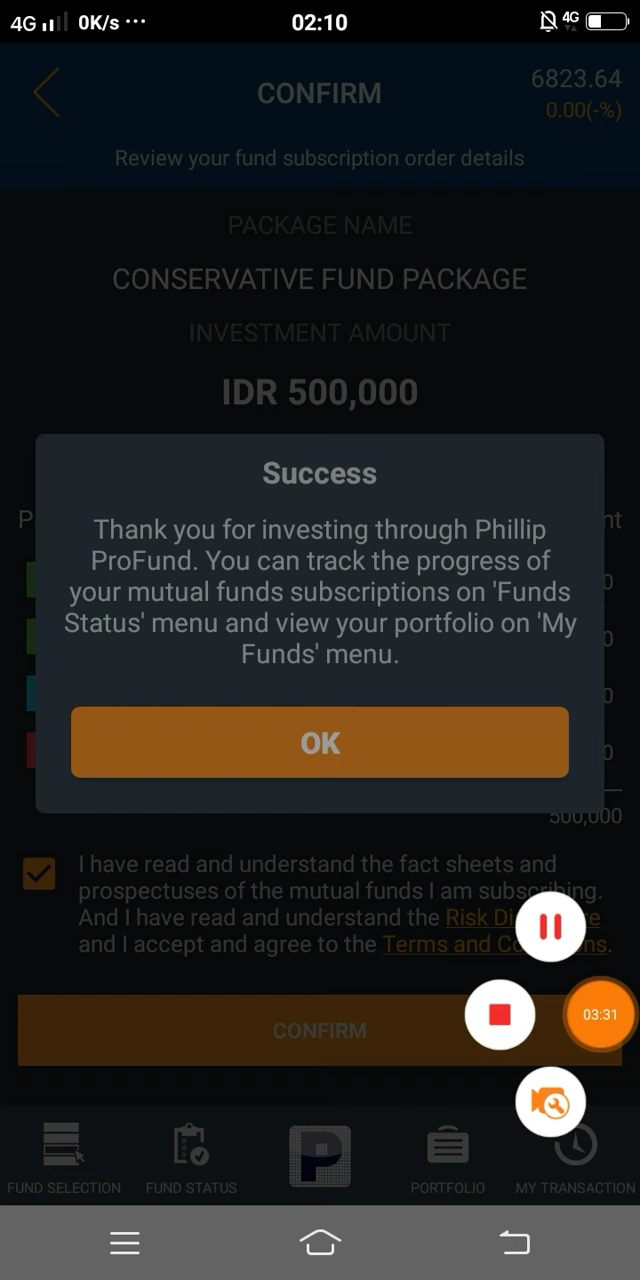 4G 0K/s ... 02:10 4G
CONFIRM
6823.64
0.00(-%)
Review your fund subscription order details
PACKAGE NAME
CONSERVATIVE FUND PACKAGE
INVESTMENT AMOUNT
IDR 500,000
Success
Thank you for investing through Phillip
ProFund. You can track the progress of
your mutual funds subscriptions on 'Funds
Status' menu and view your portfolio on 'My
Funds' menu.
OK
500,000
I have read and understand the fact sheets and
prospectuses of the mutual funds I am subscribing.
And I have read and understand the Risk
and I accept and agree to the Terms and
CONFIRM
03:31
FUND SELECTION
FUND STATUS
P
PORTFOLIO
MY TRANSACTION